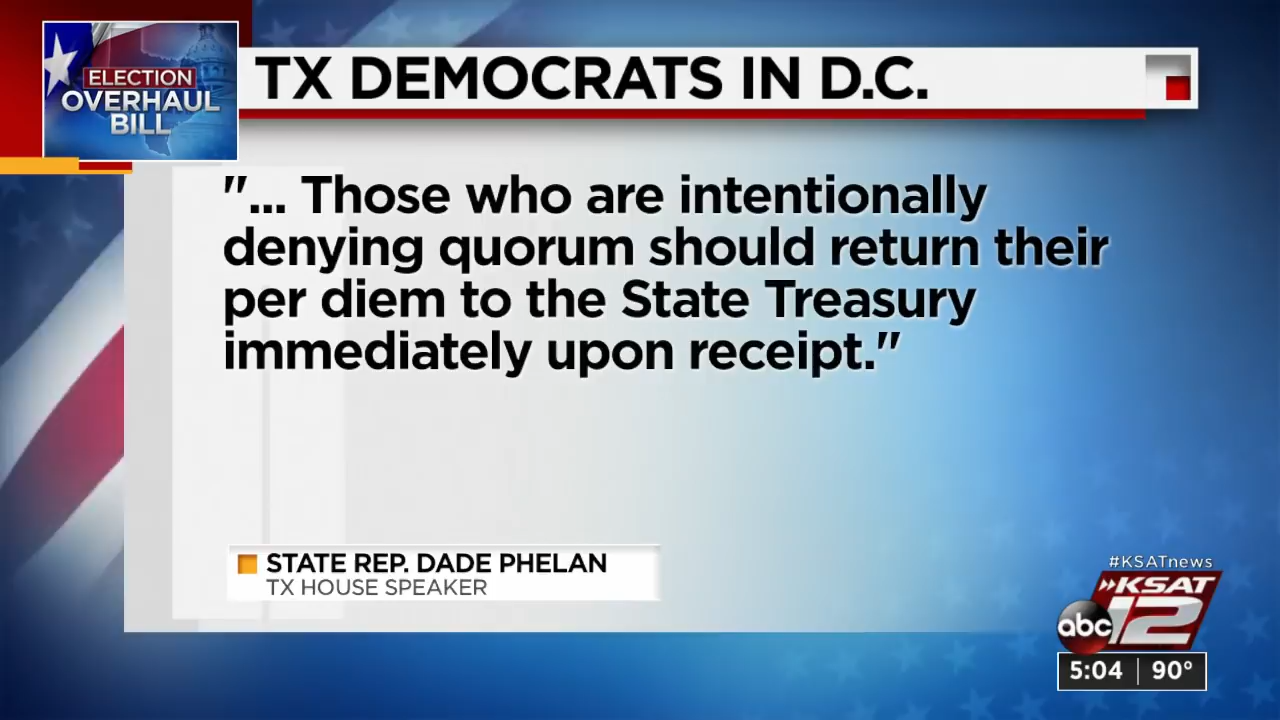 ELECTION
OVERHAUL
BILL
TX DEMOCRATS IN D.C.
"... Those who are intentionally
denying quorum should return their
per diem to the State Treasury
immediately upon receipt."
STATE REP. DADE PHELAN
TX HOUSE SPEAKER
#KSATnews
KSAT
abc 12
5:04 90°